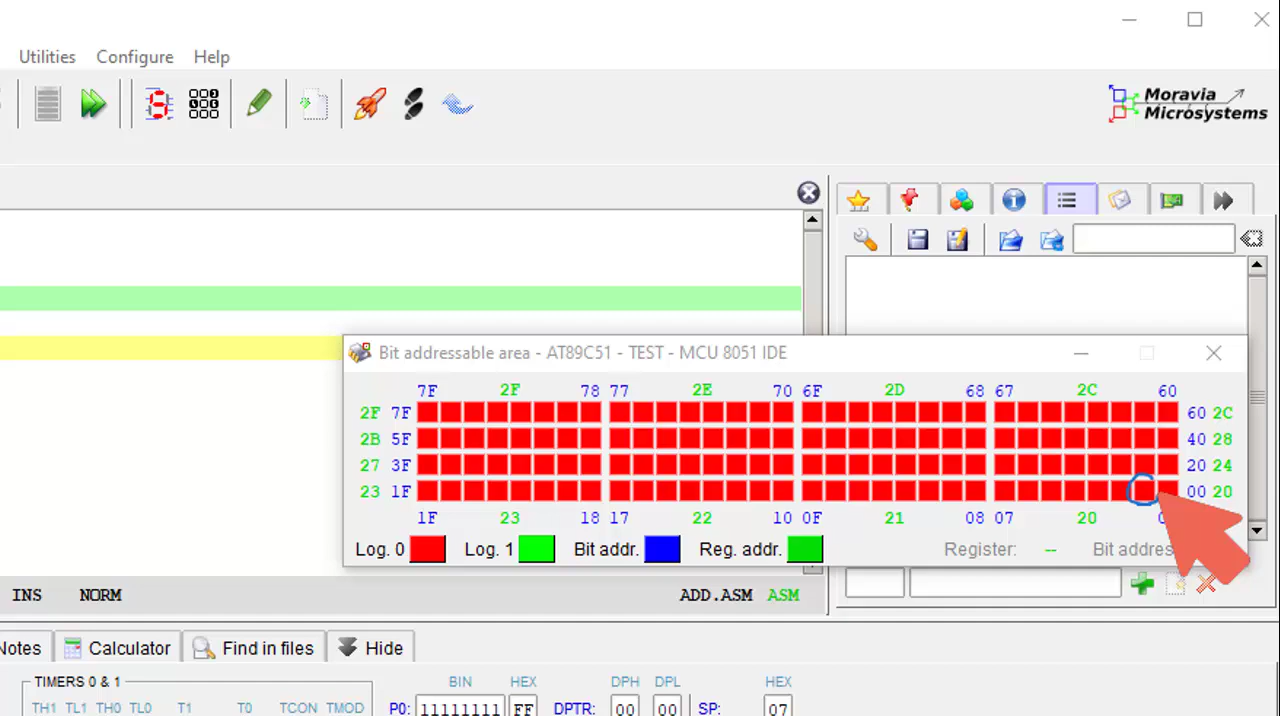 Utilities Configure Help
Moravia
Microsystems
Bit addressable area - AT89C51 - TEST - MCU 8051 IDE
7F 2F 78 77 2E 70 6F 2D 68 67 2C 60
2F 7F 60 2C
2B 5F 40 28
27 3F 20 24
23 1F 00 20
1F 23 18 17 22 10 0F 21 08 07 20
Log. 0 Log. 1 Bit addr. Reg. addr. Register: -- Bit addres
INS NORM ADD.ASM ASM
Notes Calculator Find in files Hide
TIMERS 0 & 1 BIN HEX DPH DPL HEX
TH1 TL1 TH0 TL0 T1 T0 TCON TMOD P0: 11111111 FF DPTR: 00 00 SP: 07